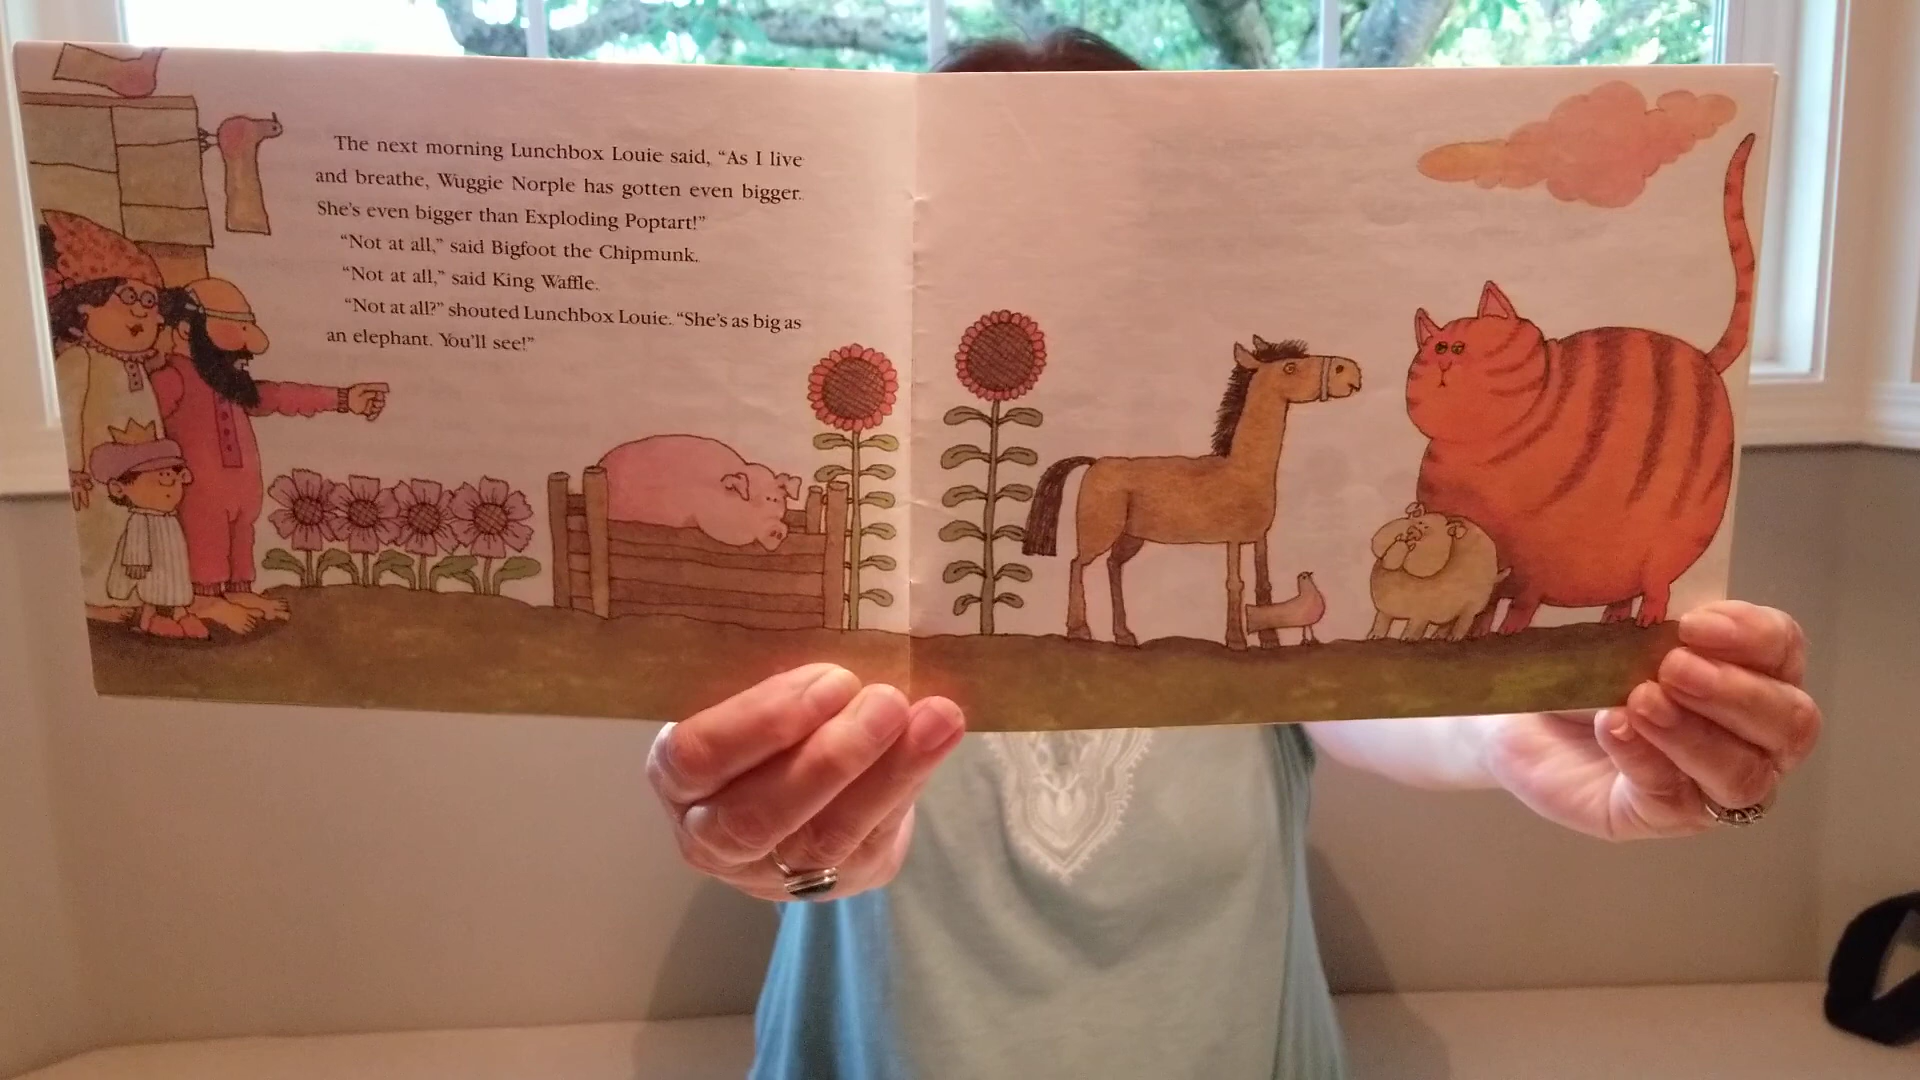 The next morning Lunchbox Louie said, “As I live
and breathe, Wuggie Norple has gotten even bigger.
She’s even bigger than Exploding Poptart!”
“Not at all,” said Bigfoot the Chipmunk.
“Not at all,” said King Waffle.
“Not at all?” shouted Lunchbox Louie. “She’s as big as
an elephant. You’ll see!”